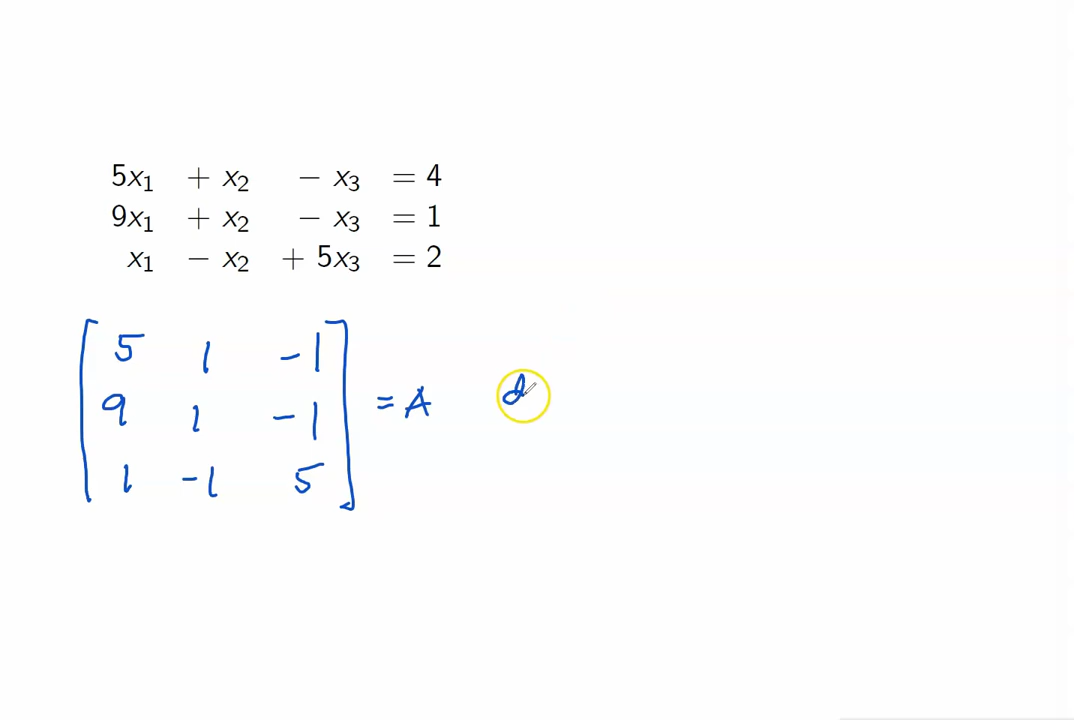 5x₁ + x₂ − x₃ = 4
9x₁ + x₂ − x₃ = 1
x₁ − x₂ + 5x₃ = 2
5 1 -1
9 1 -1 = A d
1 -1 5